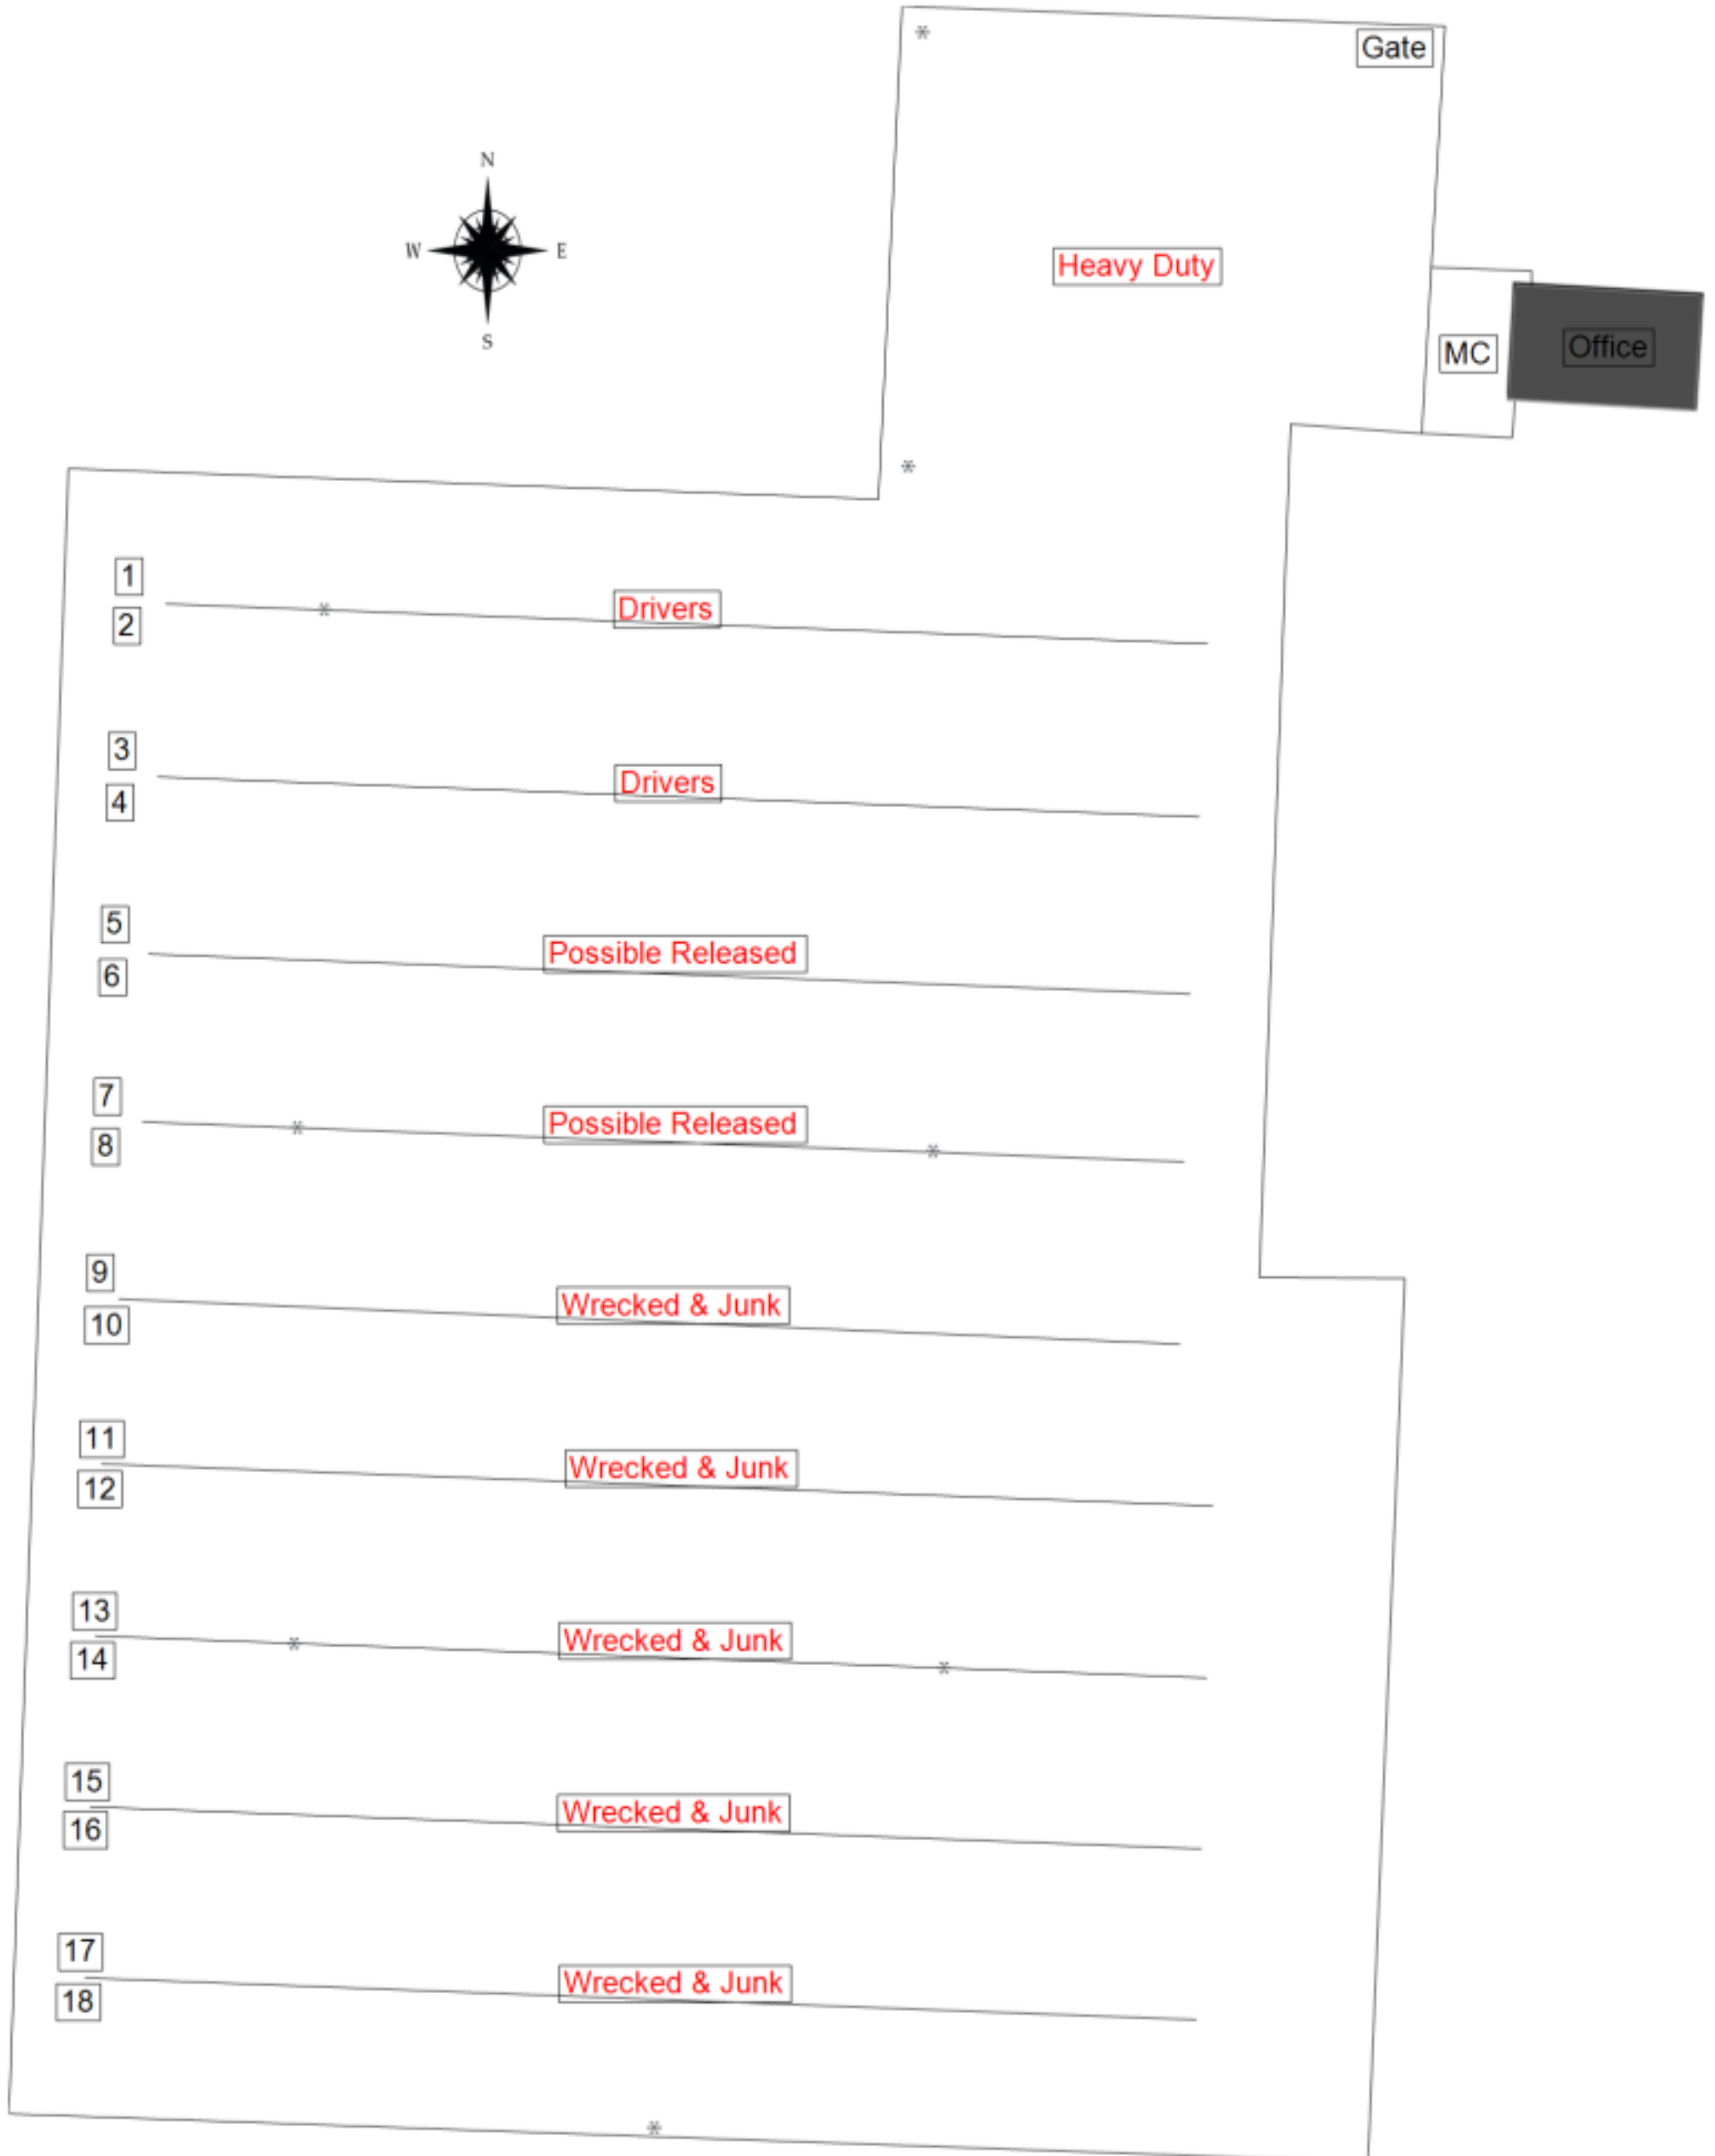 Gate
N
W
E
S
Heavy Duty
MC
Office
*
*
1
2
*
Drivers
3
4
Drivers
5
6
Possible Released
7
8
*
Possible Released
*
9
10
Wrecked & Junk
11
12
Wrecked & Junk
13
14
*
Wrecked & Junk
*
15
16
Wrecked & Junk
17
18
Wrecked & Junk
*